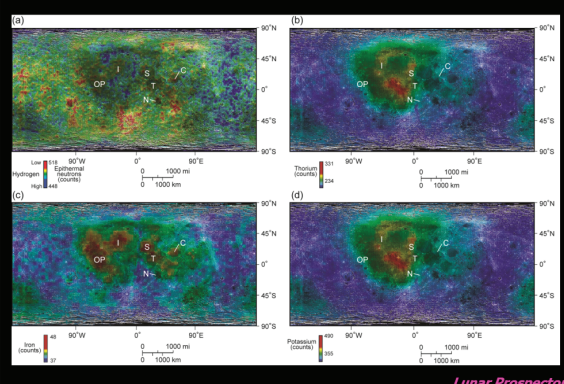 (a)
90°N
45°N
0°
45°S
90°S
I
S
C
OP
T
N
90°W
0°
90°E
Low
518
Hydrogen
Epithermal
neutrons
(counts)
High
448
0 1000 mi
0 1000 km
(b)
90°N
45°N
0°
45°S
90°S
I
S
C
OP
T
N
90°W
0°
90°E
331
Thorium
(counts)
234
0 1000 mi
0 1000 km
(c)
90°N
45°N
0°
45°S
90°S
I
S
C
OP
T
N
90°W
0°
90°E
48
Iron
(counts)
37
0 1000 mi
0 1000 km
(d)
90°N
45°N
0°
45°S
90°S
I
S
C
OP
T
N
90°W
0°
90°E
490
Potassium
(counts)
355
0 1000 mi
0 1000 km
Lunar Prospector